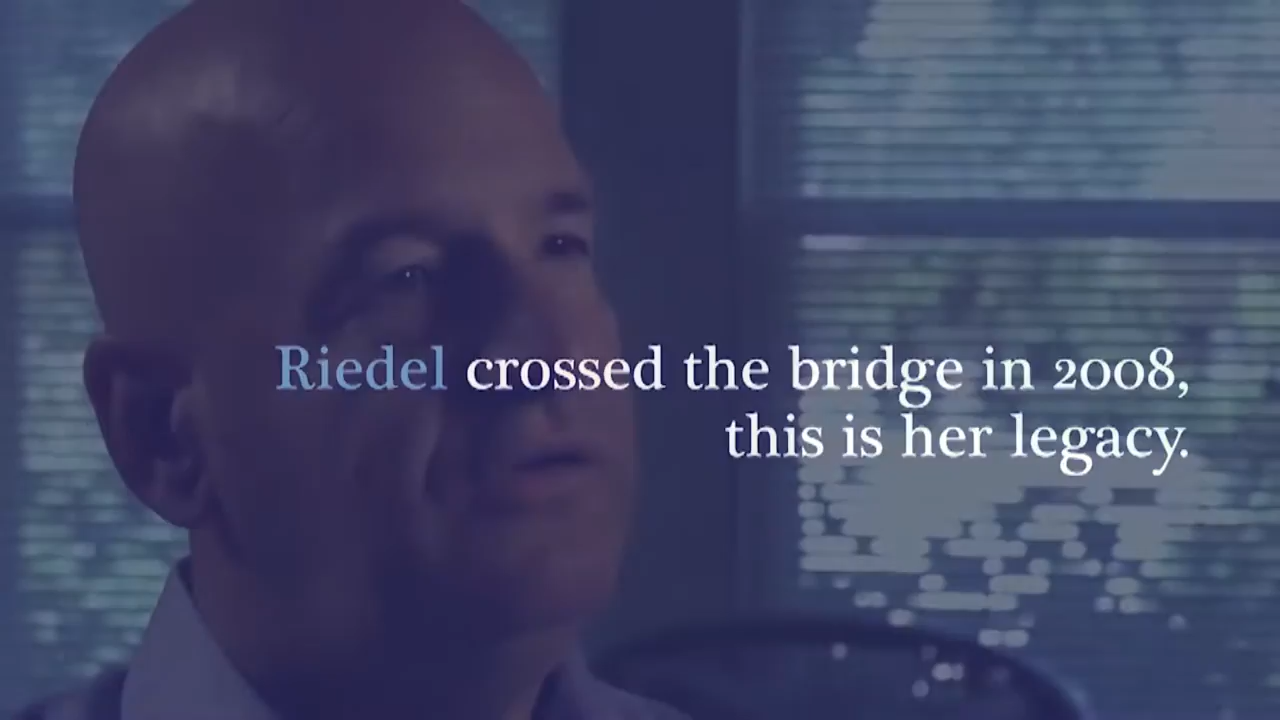 Riedel crossed the bridge in 2008,
this is her legacy.